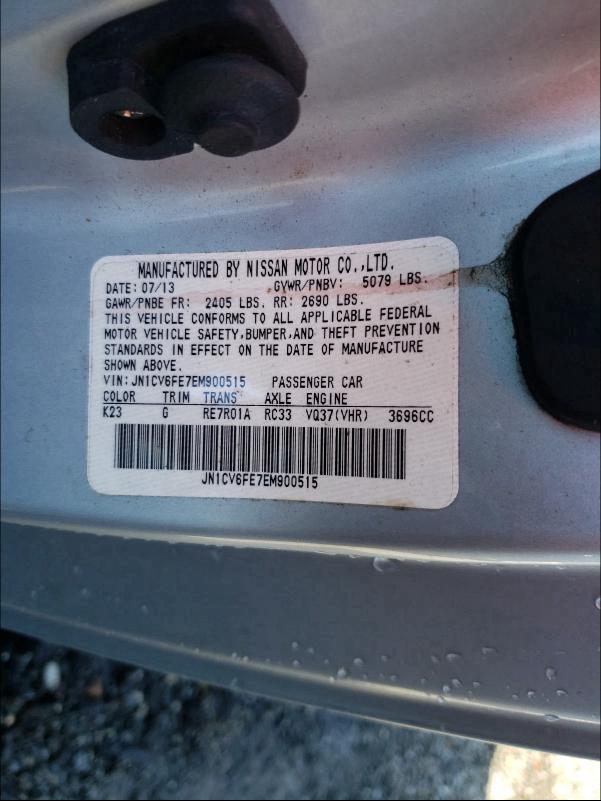 MANUFACTURED BY NISSAN MOTOR CO.,LTD.
DATE: 07/13 GVWR/PNBV: 5079 LBS.
GAWR/PNBE FR: 2405 LBS. RR: 2690 LBS.
THIS VEHICLE CONFORMS TO ALL APPLICABLE FEDERAL
MOTOR VEHICLE SAFETY,BUMPER,AND THEFT PREVENTION
STANDARDS IN EFFECT ON THE DATE OF MANUFACTURE
SHOWN ABOVE.
VIN: JN1CV6FE7EM900515 PASSENGER CAR
COLOR TRIM TRANS AXLE ENGINE
K23 G RE7R01A RC33 VQ37(VHR) 3696CC
JN1CV6FE7EM900515